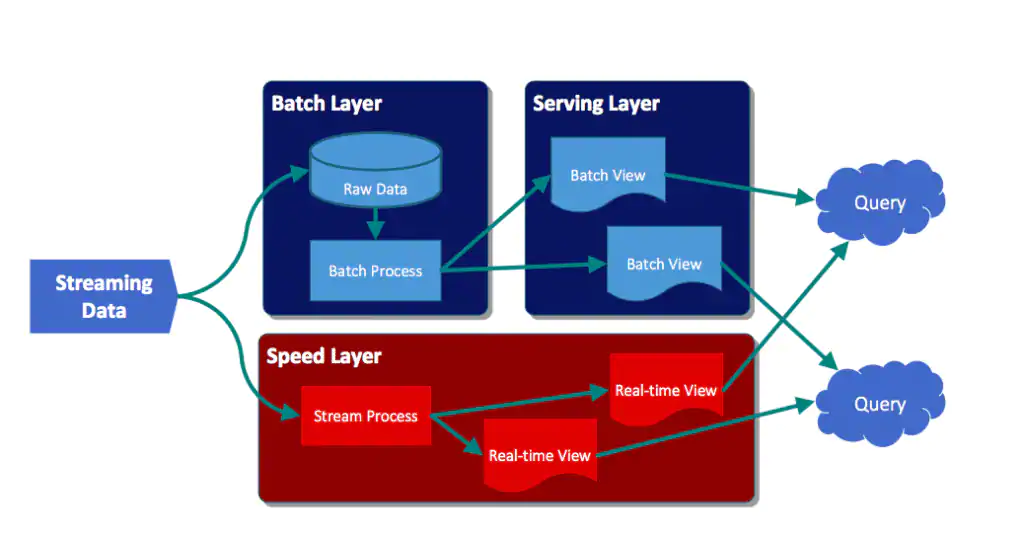 Batch Layer
Raw Data
Batch Process
Serving Layer
Batch View
Batch View
Query
Streaming
Data
Speed Layer
Stream Process
Real-time View
Real-time View
Query